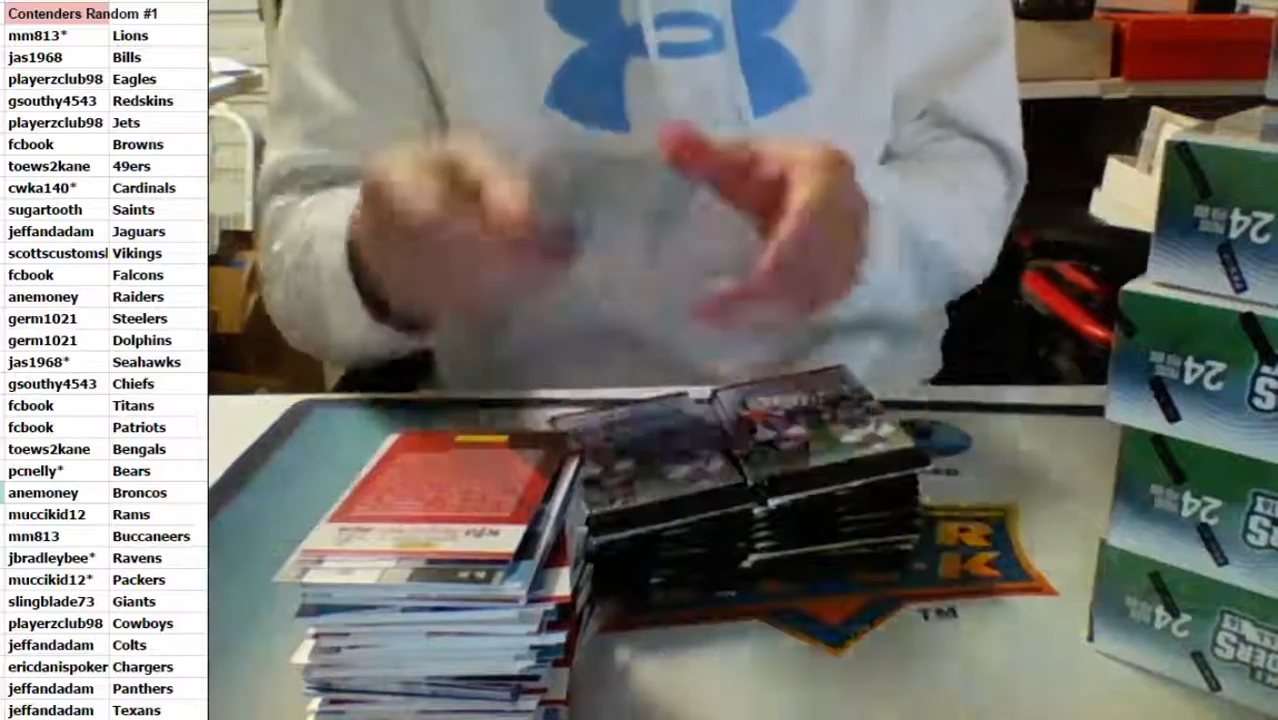 Contenders Random #1
mm813* Lions
jas1968 Bills
playerzclub98 Eagles
gsouthy4543 Redskins
playerzclub98 Jets
fcbook Browns
toews2kane 49ers
cwka140* Cardinals
sugartooth Saints
jeffandadam Jaguars
scottscustomsl Vikings
fcbook Falcons
anemoney Raiders
germ1021 Steelers
germ1021 Dolphins
jas1968* Seahawks
gsouthy4543 Chiefs
fcbook Titans
fcbook Patriots
toews2kane Bengals
pcnelly* Bears
anemoney Broncos
muccikid12 Rams
mm813 Buccaneers
jbradleybee* Ravens
muccikid12* Packers
slingblade73 Giants
playerzclub98 Cowboys
jeffandadam Colts
ericdanispoker Chargers
jeffandadam Panthers
jeffandadam Texans
24
24
24
24
R
K
TM